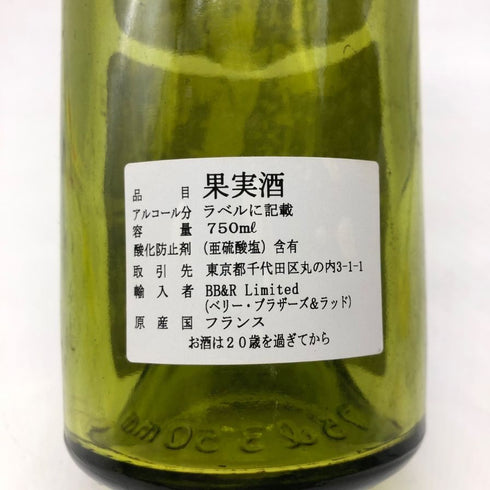 品目 果実酒
アルコール分 ラベルに記載
容量 750mℓ
酸化防止剤 (亜硫酸塩) 含有
取引先 東京都千代田区丸の内3-1-1
輸入者 BB&R Limited
(ベリー・ブラザーズ&ラッド)
原産国 フランス
お酒は20歳を過ぎてから